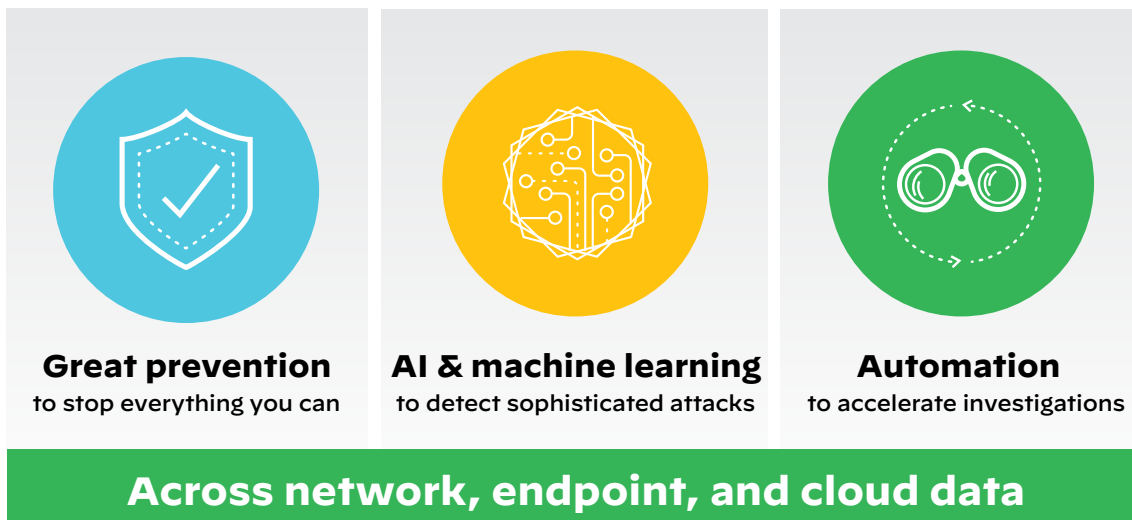 Great prevention
to stop everything you can
AI & machine learning
to detect sophisticated attacks
Automation
to accelerate investigations
Across network, endpoint, and cloud data